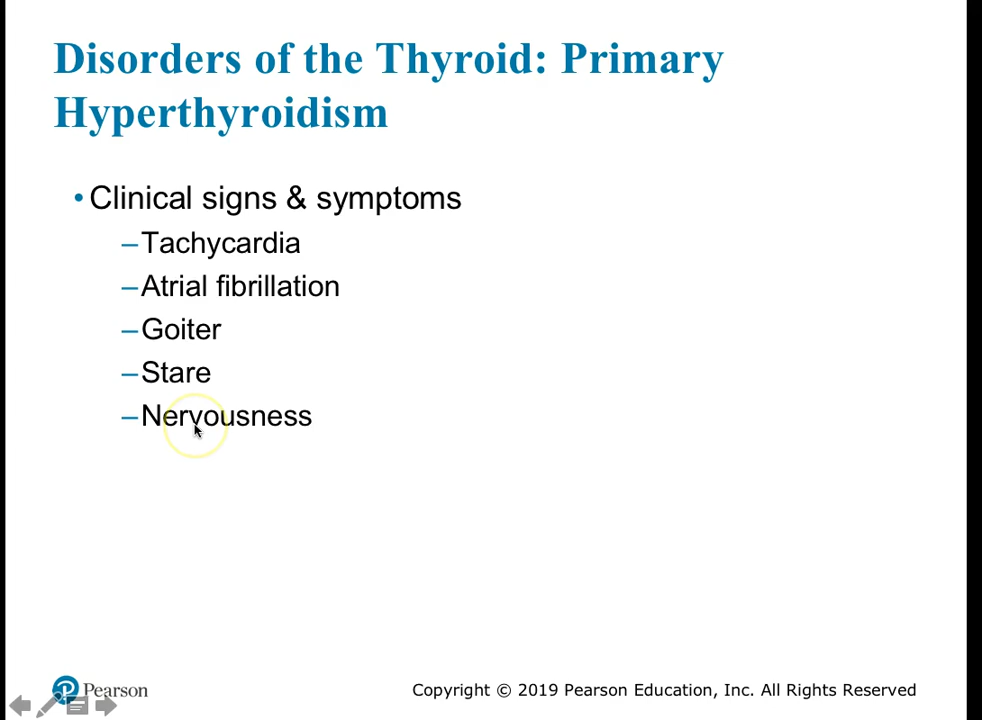 Disorders of the Thyroid: Primary
Hyperthyroidism
• Clinical signs & symptoms
–Tachycardia
–Atrial fibrillation
–Goiter
–Stare
–Nervousness
Pearson
Copyright © 2019 Pearson Education, Inc. All Rights Reserved